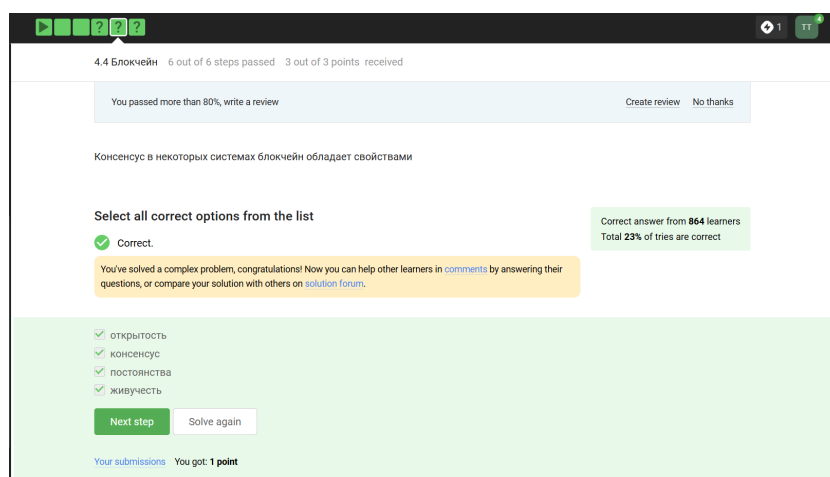 ? ? ?
1 TT 4
4.4 Блокчейн 6 out of 6 steps passed 3 out of 3 points received
You passed more than 80%, write a review Create review No thanks
Консенсус в некоторых системах блокчейн обладает свойствами
Select all correct options from the list
Correct.
You've solved a complex problem, congratulations! Now you can help other learners in comments by answering their
questions, or compare your solution with others on solution forum.
Correct answer from 864 learners
Total 23% of tries are correct
открытость
консенсус
постоянства
живучесть
Next step Solve again
Your submissions You got: 1 point